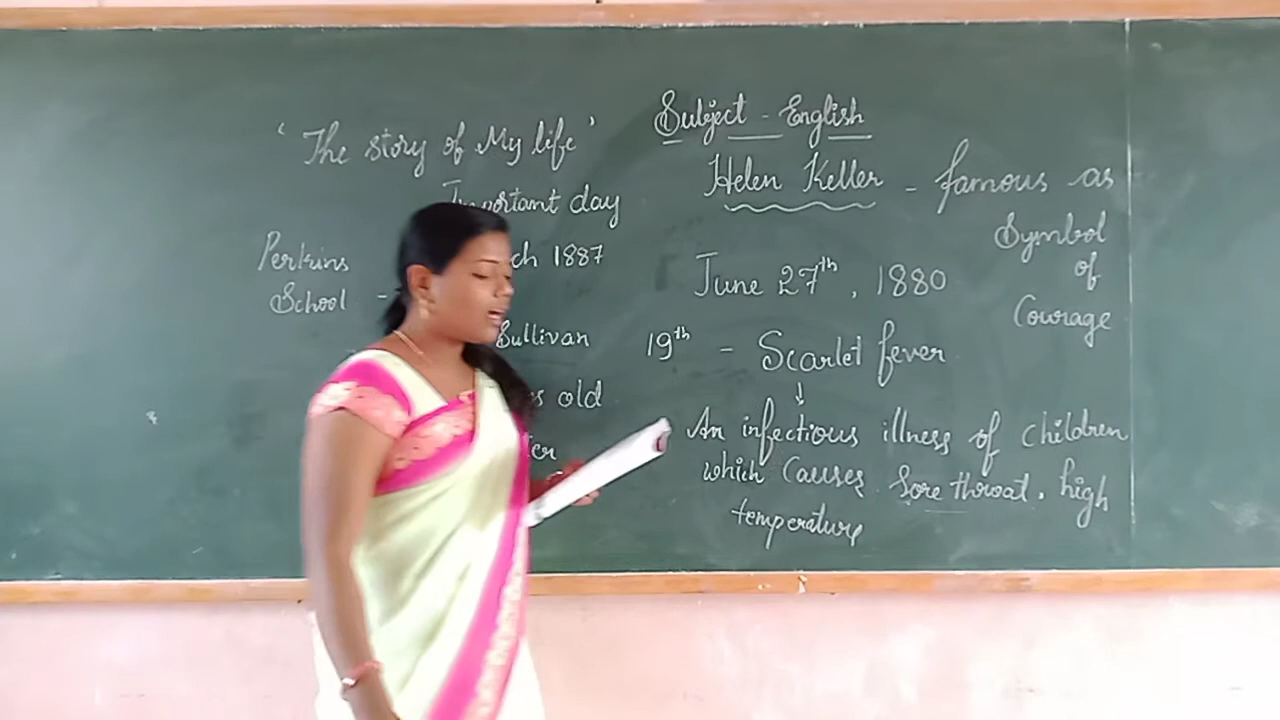 Subject - English
'The story of My life'
Helen Keller - famous as
Symbol
of
Courage
Important day
Perkins
School -
1887
June 27th, 1880
Sullivan
19th - Scarlet fever
old
An infectious illness of children
which Causes Sore throat, high
temperature